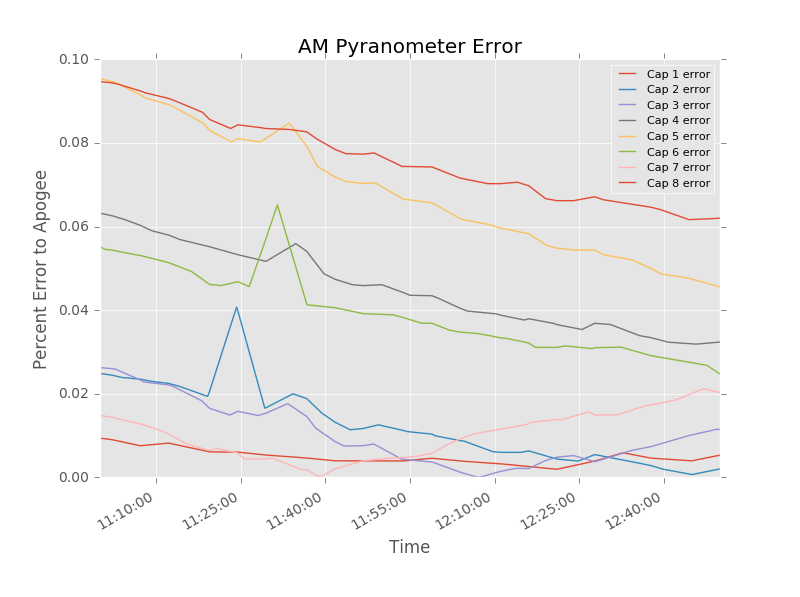 AM Pyranometer Error
Percent Error to Apogee
0.10
0.08
0.06
0.04
0.02
0.00
Cap 1 error
Cap 2 error
Cap 3 error
Cap 4 error
Cap 5 error
Cap 6 error
Cap 7 error
Cap 8 error
11:10:00
11:25:00
11:40:00
11:55:00
12:10:00
12:25:00
12:40:00
Time